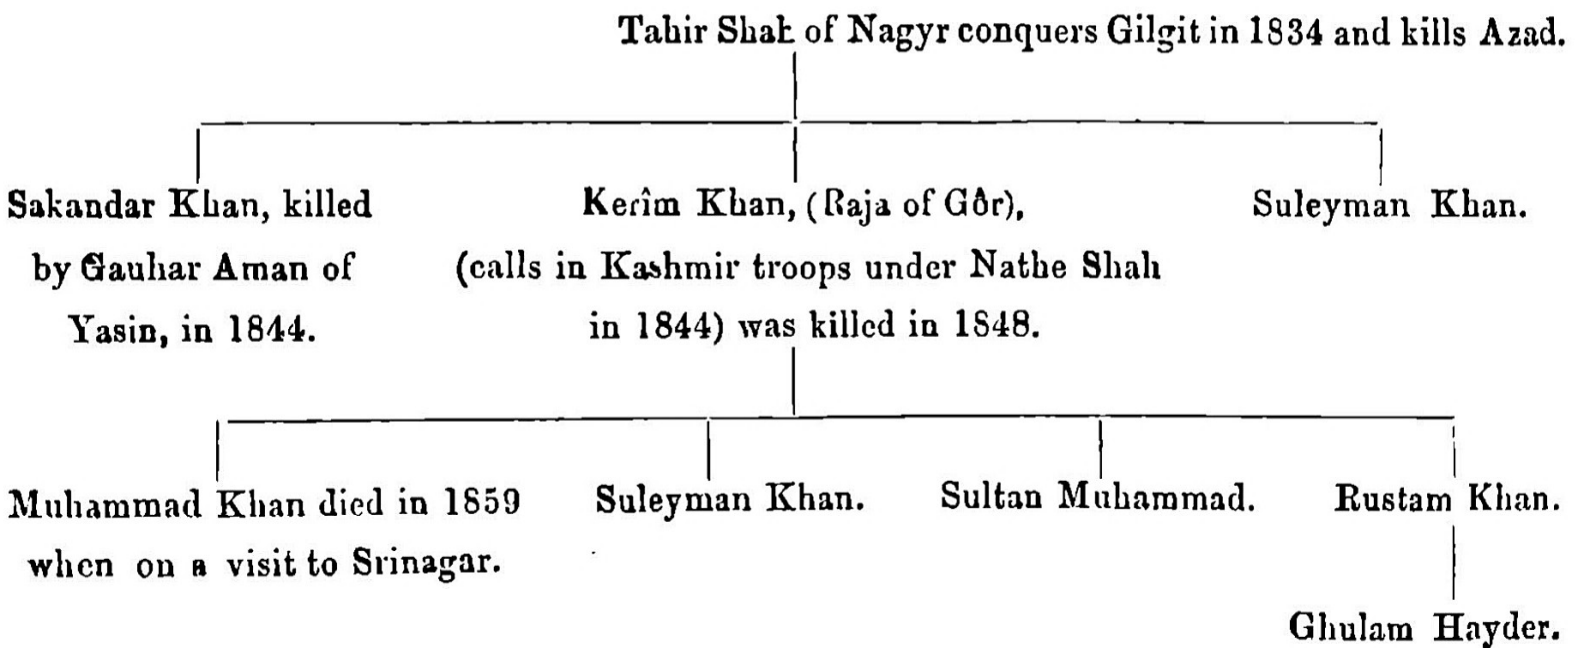 Tahir Shah of Nagyr conquers Gilgit in 1834 and kills Azad.
Sakandar Khan, killed
by Gauhar Aman of
Yasin, in 1844.
Kerîm Khan, (Raja of Gôr),
(calls in Kashmir troops under Nathe Shah
in 1844) was killed in 1848.
Suleyman Khan.
Muhammad Khan died in 1859
when on a visit to Srinagar.
Suleyman Khan.
Sultan Muhammad.
Rustam Khan.
Ghulam Hayder.